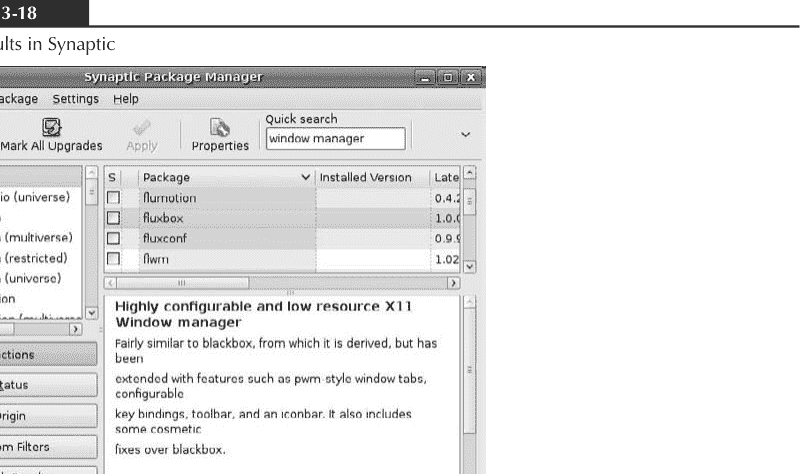 3-18
ults in Synaptic
Synaptic Package Manager
ackage Settings Help
Mark All Upgrades Apply Properties
Quick search
window manager
S Package Installed Version Late
flumotion 0.4.2
fluxbox 1.0.0
fluxconf 0.9.9
flwm 1.02
io (universe)
(multiverse)
(restricted)
(universe)
ion
ion (multiverse)
ctions
tatus
rigin
om Filters
Highly configurable and low resource X11
Window manager
Fairly similar to blackbox, from which it is derived, but has
been
extended with features such as pwm-style window tabs,
configurable
key bindings, toolbar, and an iconbar. It also includes
some cosmetic
fixes over blackbox.